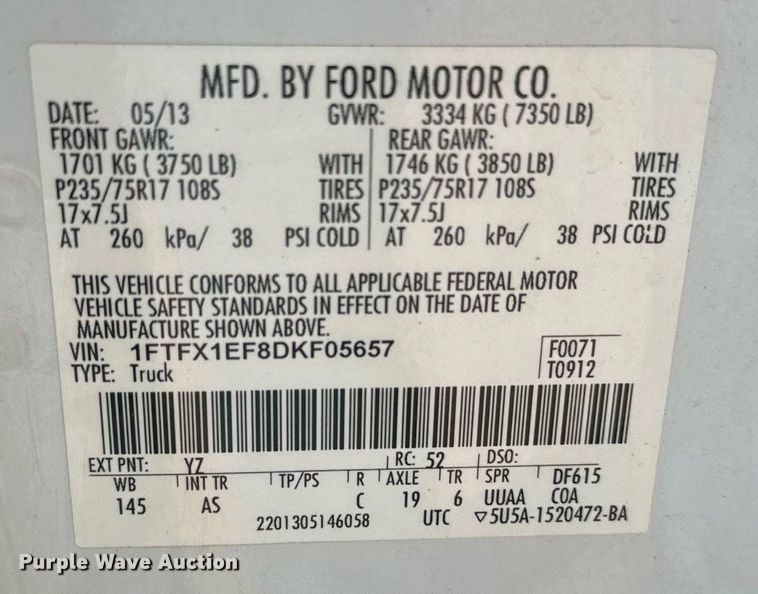 MFD. BY FORD MOTOR CO.
DATE: 05/13 GVWR: 3334 KG ( 7350 LB)
FRONT GAWR: REAR GAWR:
1701 KG ( 3750 LB) WITH 1746 KG ( 3850 LB) WITH
P235/75R17 108S TIRES P235/75R17 108S TIRES
17x7.5J RIMS 17x7.5J RIMS
AT 260 kPa/ 38 PSI COLD AT 260 kPa/ 38 PSI COLD
THIS VEHICLE CONFORMS TO ALL APPLICABLE FEDERAL MOTOR
VEHICLE SAFETY STANDARDS IN EFFECT ON THE DATE OF
MANUFACTURE SHOWN ABOVE.
VIN: 1FTFX1EF8DKF05657 F0071
TYPE: Truck T0912
EXT PNT: YZ RC: 52 DSO:
WB INT TR TP/PS R AXLE TR SPR DF615
145 AS C 19 6 UUAA COA
2201305146058 UTC ▽5U5A-1520472-BA
Purple Wave Auction